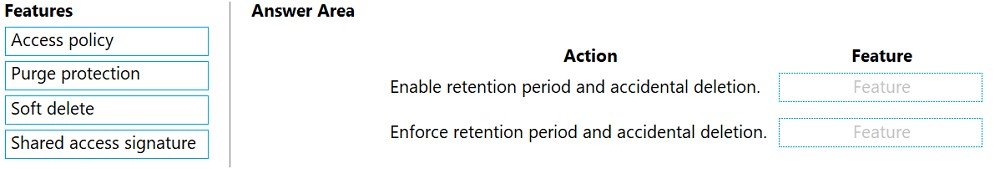 Features
Access policy
Purge protection
Soft delete
Shared access signature
Answer Area
Action Feature
Enable retention period and accidental deletion. Feature
Enforce retention period and accidental deletion. Feature